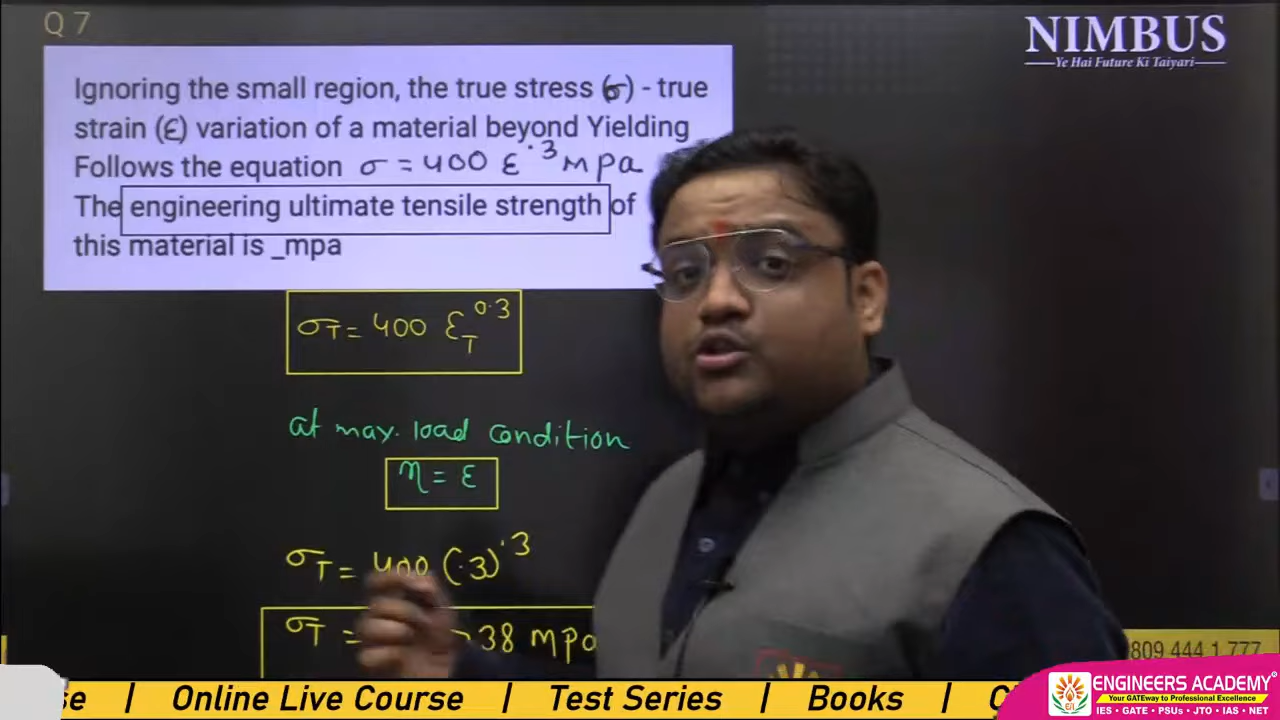 Q 7
NIMBUS
Ye Hai Future Ki Taiyari
Ignoring the small region, the true stress (σ) - true
strain (ε) variation of a material beyond Yielding
Follows the equation σ = 400 ε^.3 mpa
The engineering ultimate tensile strength of
this material is _mpa
σT = 400 εT^0.3
at max. load condition
η = ε
σT = 400 (.3)^.3
σT = 38 mpa
809 444 1 777
se / Online Live Course / Test Series / Books /
ENGINEERS ACADEMY
Your GATEway to Professional Excellence
IES • GATE • PSUs • JTO • IAS • NET